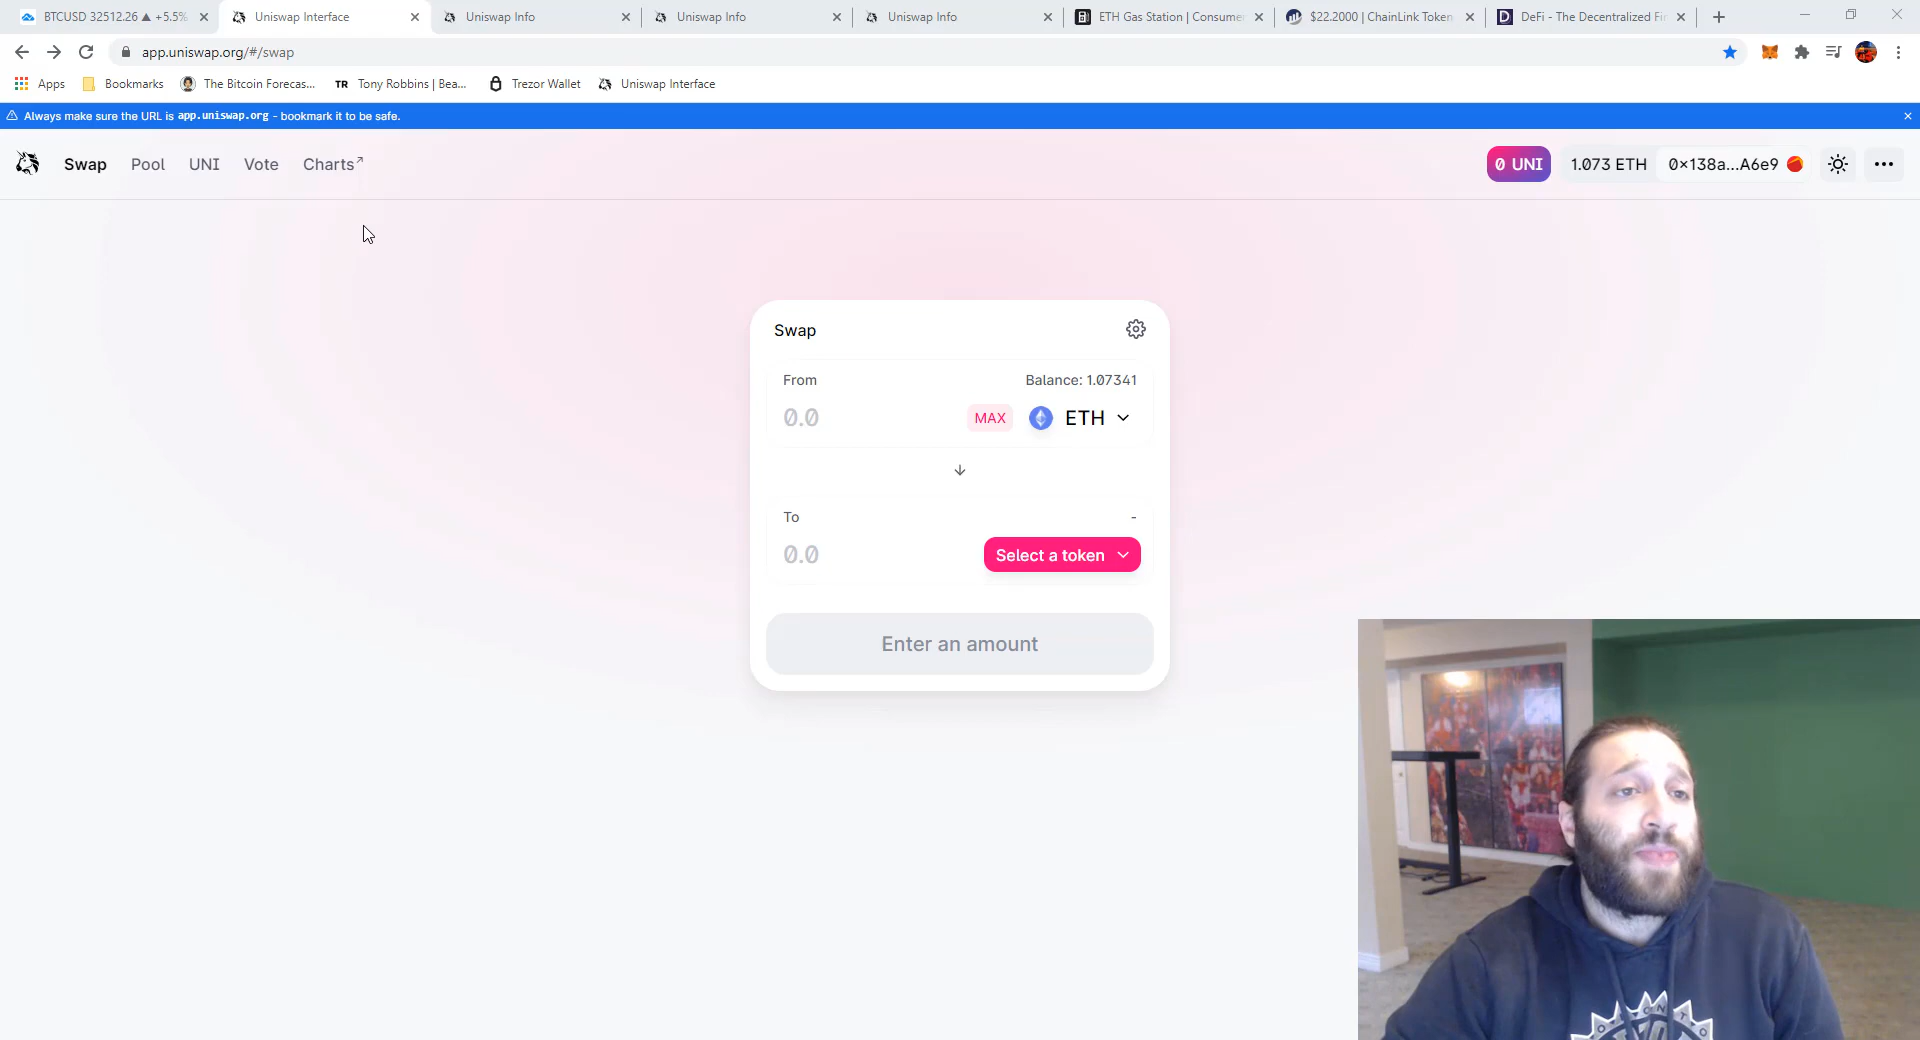 BTCUSD 32512.26 ▲ +5.5%
Uniswap Interface
Uniswap Info
Uniswap Info
Uniswap Info
ETH Gas Station | Consume
$22.2000 | ChainLink Token
DeFi - The Decentralized Fi
app.uniswap.org/#/swap
Apps
Bookmarks
The Bitcoin Forecas...
TR Tony Robbins | Bea...
Trezor Wallet
Uniswap Interface
Always make sure the URL is app.uniswap.org - bookmark it to be safe.
Swap
Pool
UNI
Vote
Charts↗
0 UNI
1.073 ETH
0×138a...A6e9
Swap
From
Balance: 1.07341
0.0
MAX
ETH
To
-
0.0
Select a token
Enter an amount